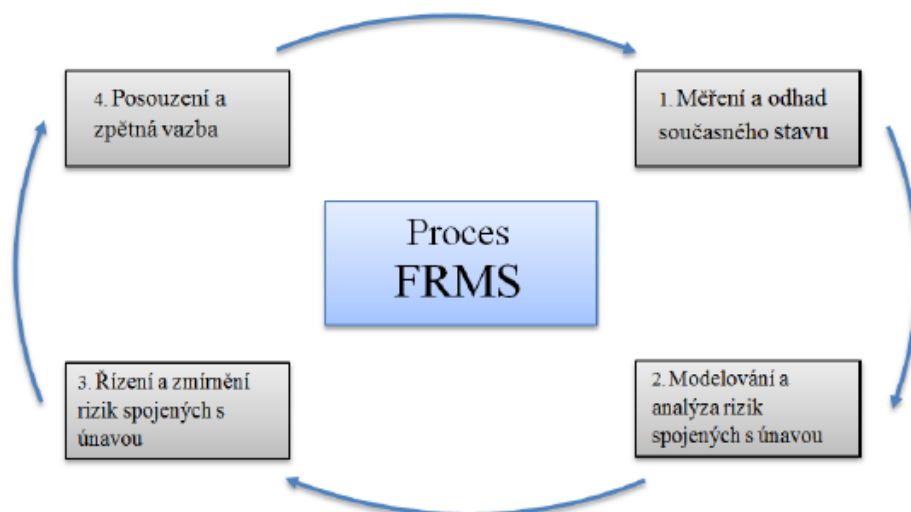 1. Měření a odhad
současného stavu
2. Modelování a
analýza rizik
spojených s únavou
3. Řízení a zmírnění
rizik spojených s
únavou
4. Posouzení a
zpětná vazba
Proces
FRMS